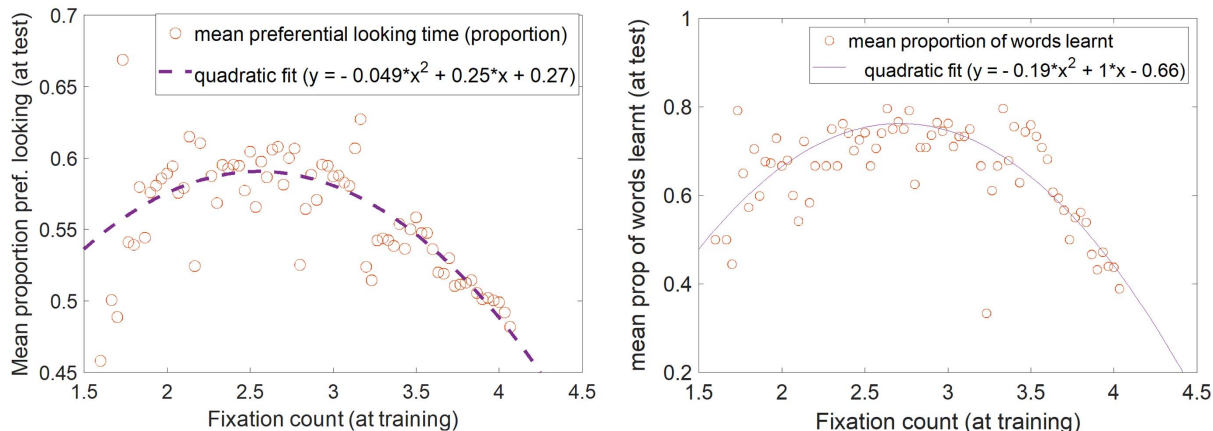 0.7
0.65
0.6
0.55
0.5
0.45
Mean proportion pref. looking (at test)
mean preferential looking time (proportion)
quadratic fit (y = - 0.049*x² + 0.25*x + 0.27)
1.5 2 2.5 3 3.5 4 4.5
Fixation count (at training)
1
0.8
0.6
0.4
0.2
mean prop of words learnt (at test)
mean proportion of words learnt
quadratic fit (y = - 0.19*x² + 1*x - 0.66)
1.5 2 2.5 3 3.5 4 4.5
Fixation count (at training)